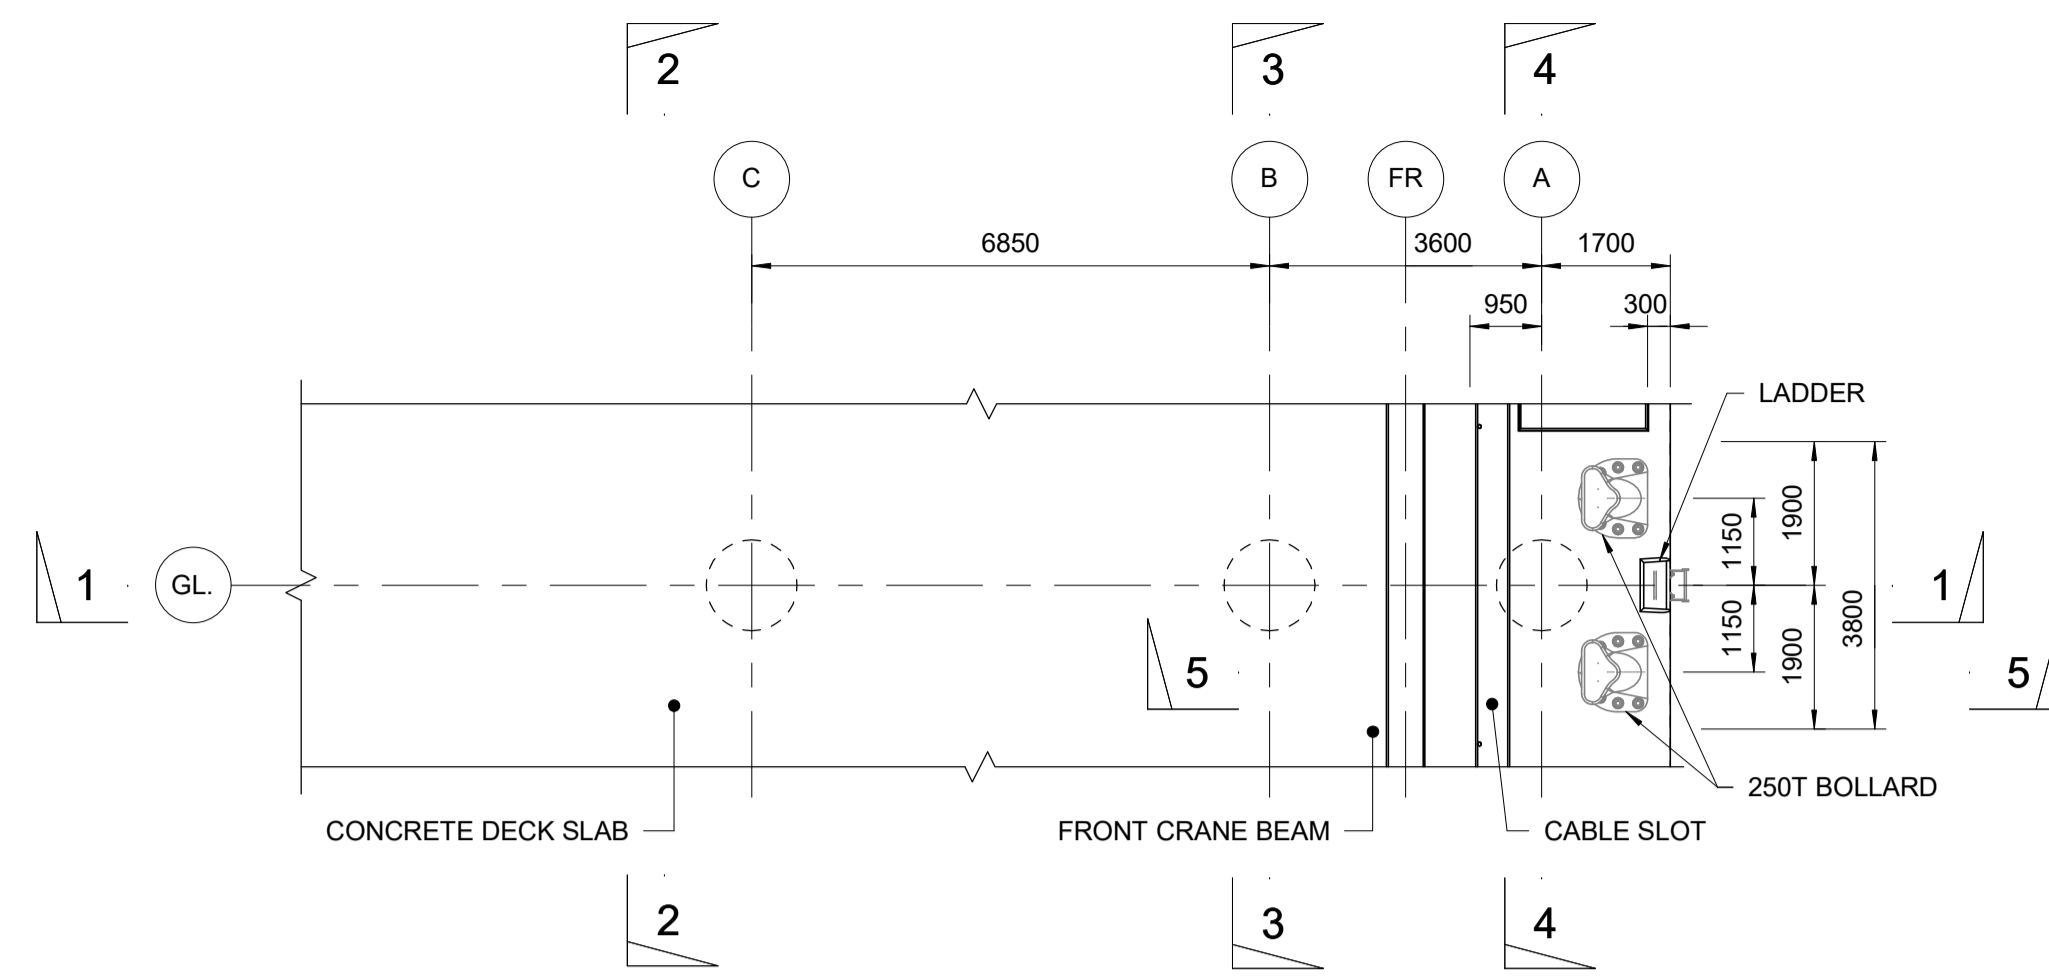 2
3
4
C
B
FR
A
6850
3600
1700
950
300
LADDER
1150
1900
1
GL.
1
3800
1150
1900
5
5
250T BOLLARD
CONCRETE DECK SLAB
FRONT CRANE BEAM
CABLE SLOT
2
3
4